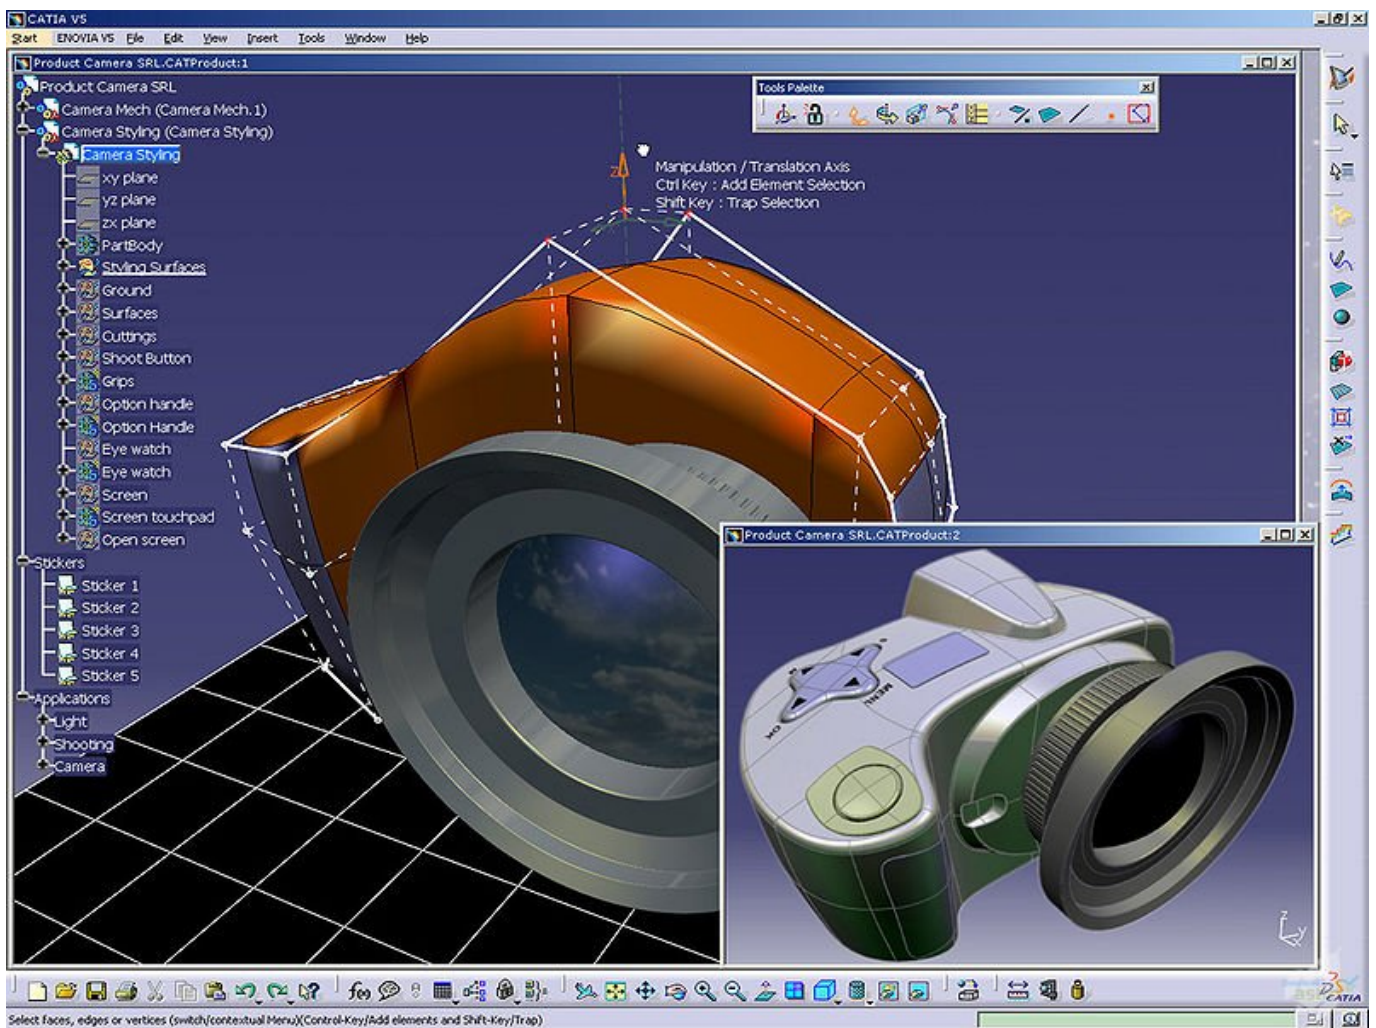 CATIA V5
Start ENOVIA V5 File Edit View Insert Tools Window Help
Product Camera SRL.CATProduct:1
Product Camera SRL
Camera Mech (Camera Mech.1)
Camera Styling (Camera Styling)
Camera Styling
xy plane
yz plane
zx plane
PartBody
Styling Surfaces
Ground
Surfaces
Cuttings
Shoot Button
Grips
Option handle
Option Handle
Eye watch
Eye watch
Screen
Screen touchpad
Open screen
Stickers
Sticker 1
Sticker 2
Sticker 3
Sticker 4
Sticker 5
Applications
Light
Shooting
Camera
Tools Palette
z
Manipulation / Translation Axis
Ctrl Key : Add Element Selection
Shift Key : Trap Selection
Product Camera SRL.CATProduct:2
MENU
OK
z
y
f(x)
CATIA
Select faces, edges or vertices (switch/contextual Menu)(Control-Key/Add elements and Shift-Key/Trap)